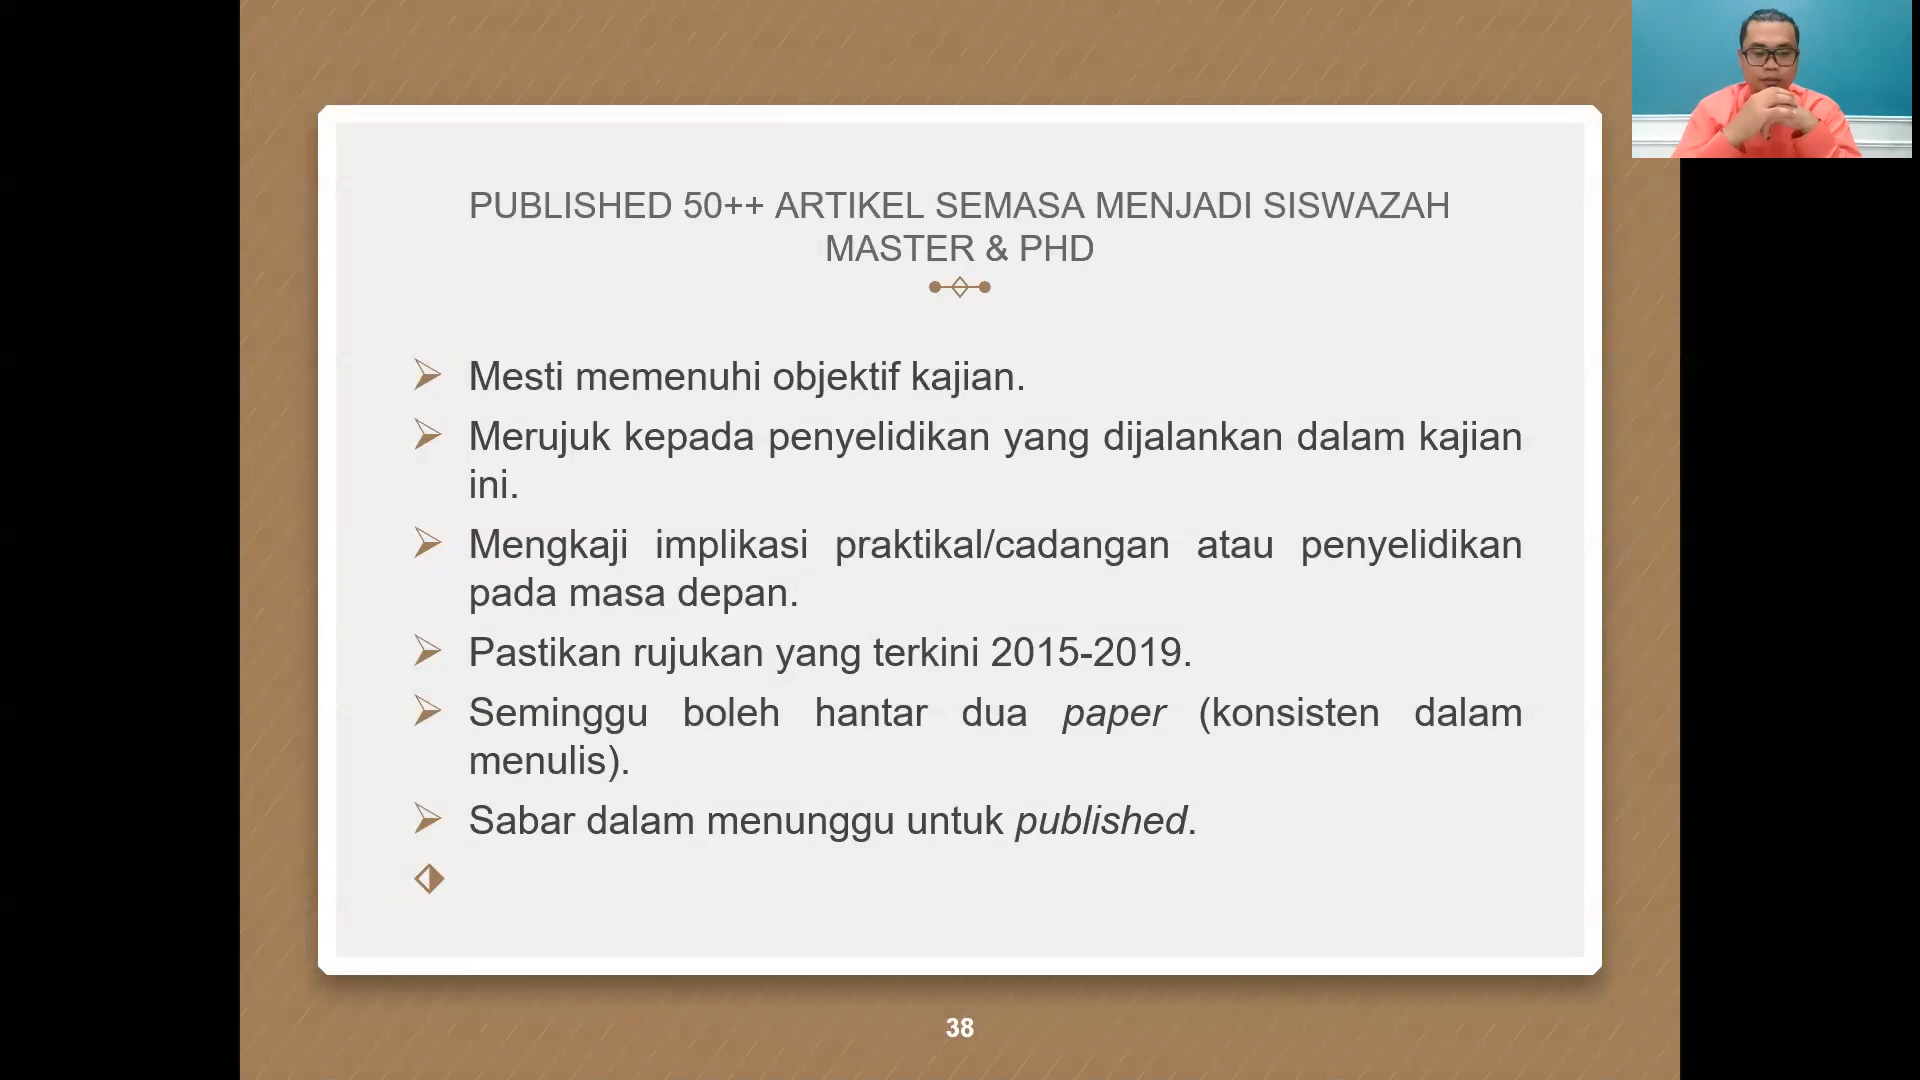 PUBLISHED 50++ ARTIKEL SEMASA MENJADI SISWAZAH
MASTER & PHD
Mesti memenuhi objektif kajian.
Merujuk kepada penyelidikan yang dijalankan dalam kajian
ini.
Mengkaji implikasi praktikal/cadangan atau penyelidikan
pada masa depan.
Pastikan rujukan yang terkini 2015-2019.
Seminggu boleh hantar dua paper (konsisten dalam
menulis).
Sabar dalam menunggu untuk published.
38